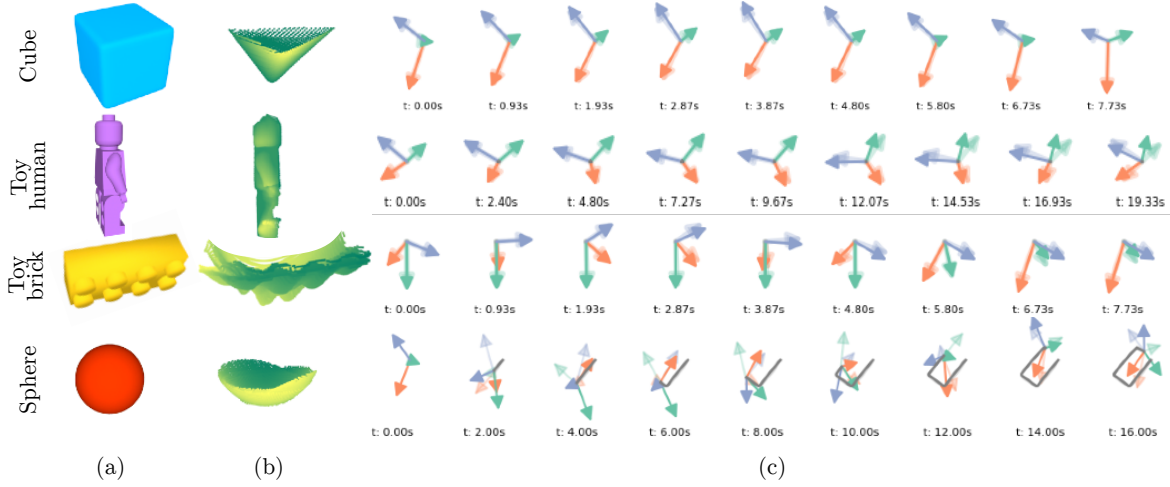 Cube
t: 0.00s t: 0.93s t: 1.93s t: 2.87s t: 3.87s t: 4.80s t: 5.80s t: 6.73s t: 7.73s
Toy
human
t: 0.00s t: 2.40s t: 4.80s t: 7.27s t: 9.67s t: 12.07s t: 14.53s t: 16.93s t: 19.33s
Toy
brick
t: 0.00s t: 0.93s t: 1.93s t: 2.87s t: 3.87s t: 4.80s t: 5.80s t: 6.73s t: 7.73s
Sphere
t: 0.00s t: 2.00s t: 4.00s t: 6.00s t: 8.00s t: 10.00s t: 12.00s t: 14.00s t: 16.00s
(a) (b) (c)